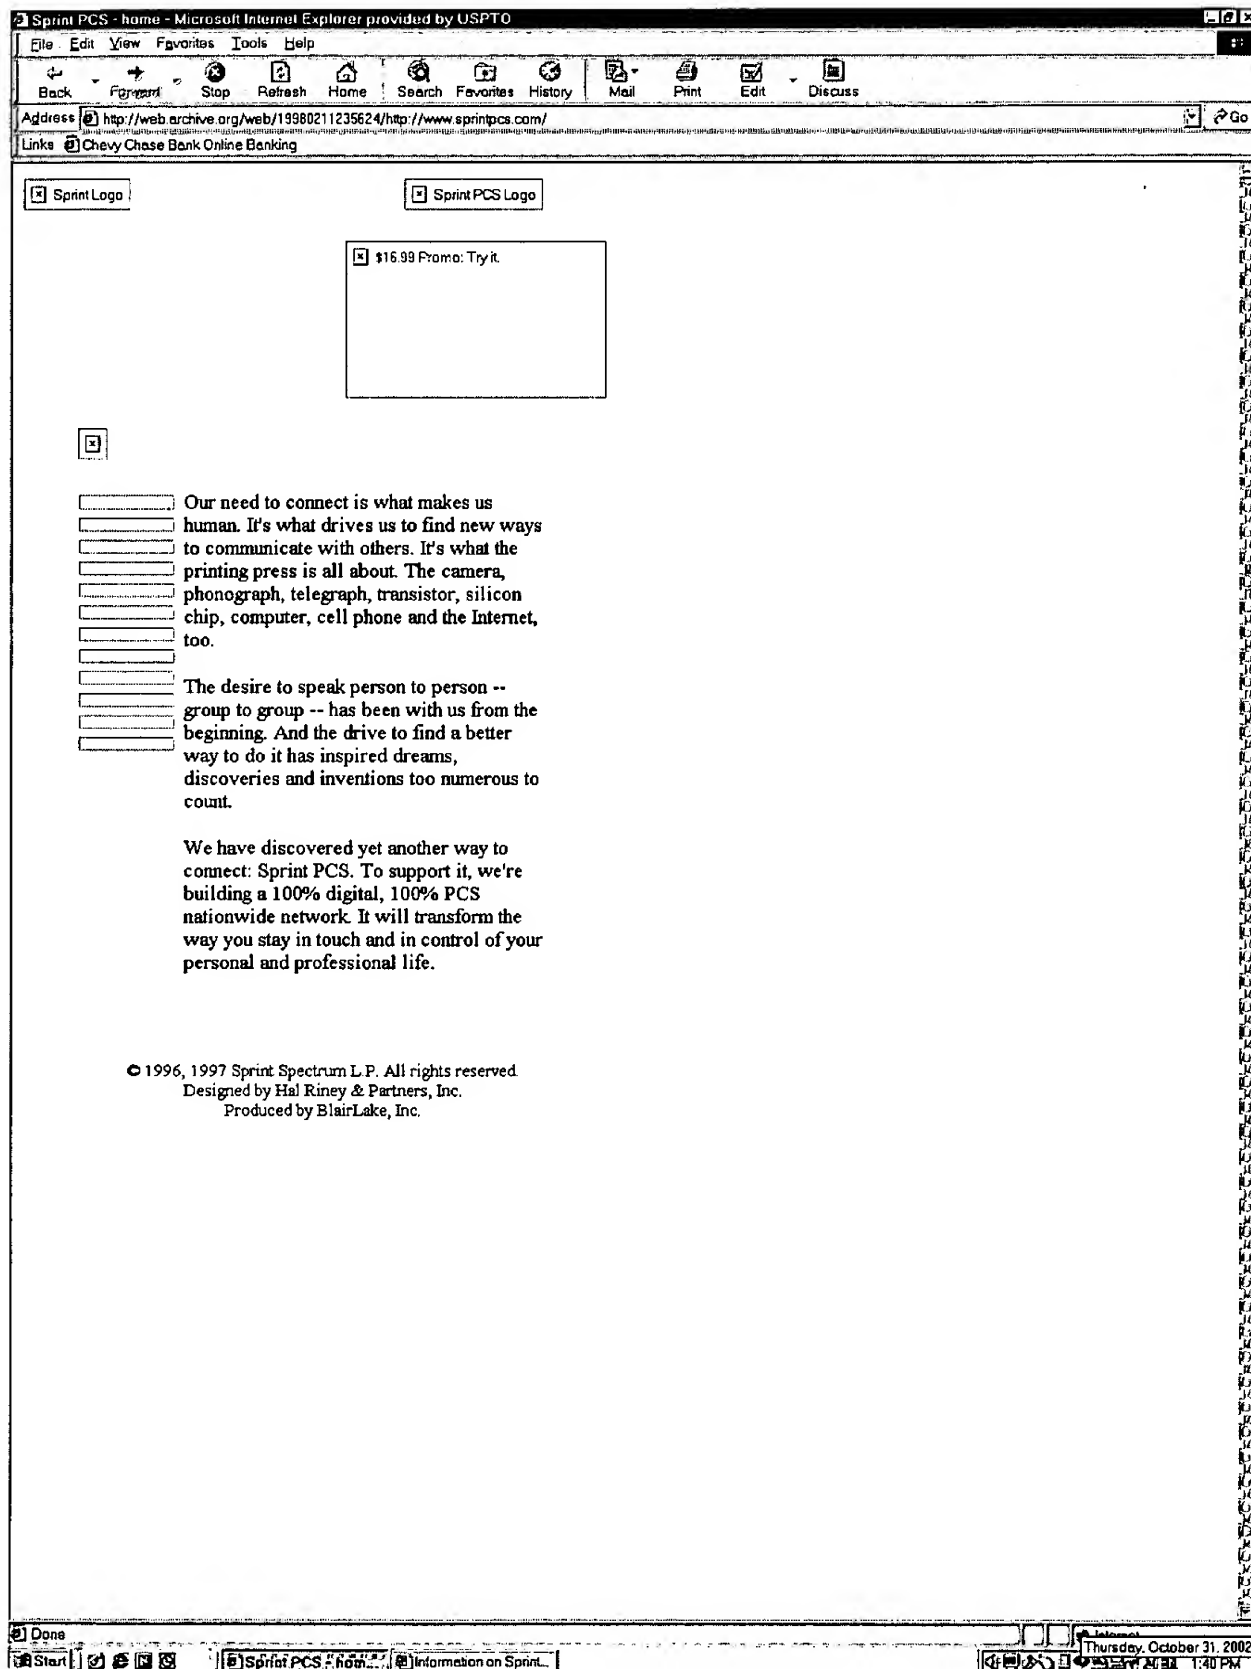 Sprint PCS - home - Microsoft Internet Explorer provided by USPTO
File Edit View Favorites Tools Help
Back Forward Stop Refresh Home Search Favorites History Mail Print Edit Discuss
Address http://web.archive.org/web/19980211235624/http://www.sprintpcs.com/ Go
Links Chevy Chase Bank Online Banking
Sprint Logo Sprint PCS Logo
$16.99 Promo: Try it.
Our need to connect is what makes us
human. It's what drives us to find new ways
to communicate with others. It's what the
printing press is all about. The camera,
phonograph, telegraph, transistor, silicon
chip, computer, cell phone and the Internet,
too.
The desire to speak person to person --
group to group -- has been with us from the
beginning. And the drive to find a better
way to do it has inspired dreams,
discoveries and inventions too numerous to
count.
We have discovered yet another way to
connect: Sprint PCS. To support it, we're
building a 100% digital, 100% PCS
nationwide network. It will transform the
way you stay in touch and in control of your
personal and professional life.
© 1996, 1997 Sprint Spectrum L.P. All rights reserved.
Designed by Hal Riney & Partners, Inc.
Produced by BlairLake, Inc.
Done Internet
Thursday, October 31, 2002
Start Sprint PCS - hom... Information on Sprint... 1:40 PM